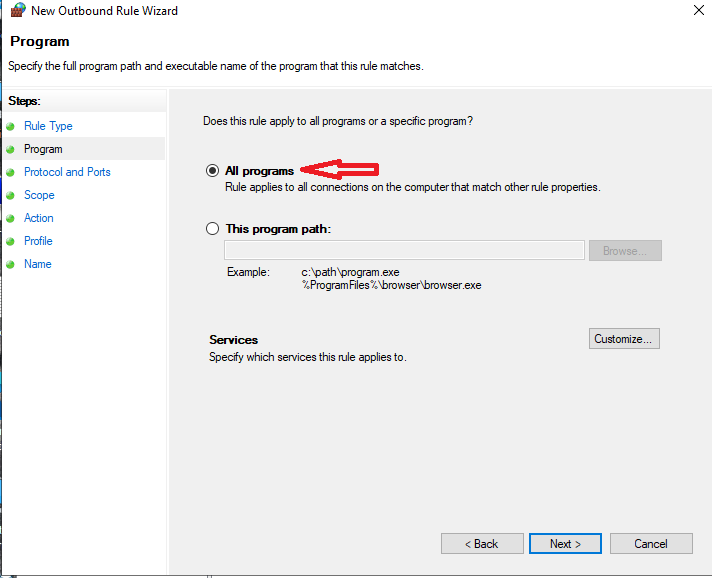 New Outbound Rule Wizard
Program
Specify the full program path and executable name of the program that this rule matches.
Steps:
Rule Type
Program
Protocol and Ports
Scope
Action
Profile
Name
Does this rule apply to all programs or a specific program?
All programs
Rule applies to all connections on the computer that match other rule properties.
This program path:
Browse...
Example:
c:\path\program.exe
%ProgramFiles%\browser\browser.exe
Services
Customize...
Specify which services this rule applies to.
< Back
Next >
Cancel